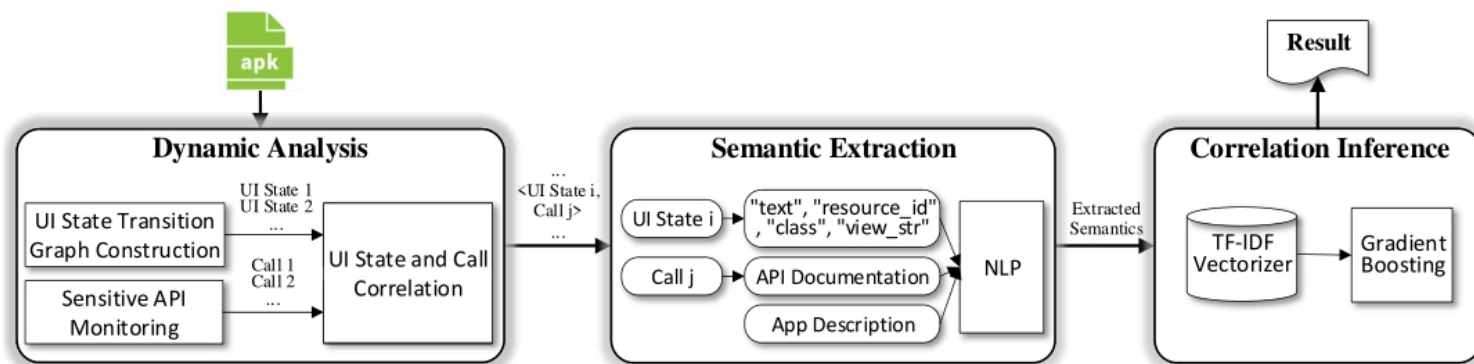 apk
Dynamic Analysis
UI State Transition
Graph Construction
Sensitive API
Monitoring
UI State 1
UI State 2
...
Call 1
Call 2
...
UI State and Call
Correlation
...
<UI State i,
Call j>
...
Semantic Extraction
UI State i
"text", "resource_id"
, "class", "view_str"
Call j
API Documentation
App Description
NLP
Extracted
Semantics
Result
Correlation Inference
TF-IDF
Vectorizer
Gradient
Boosting